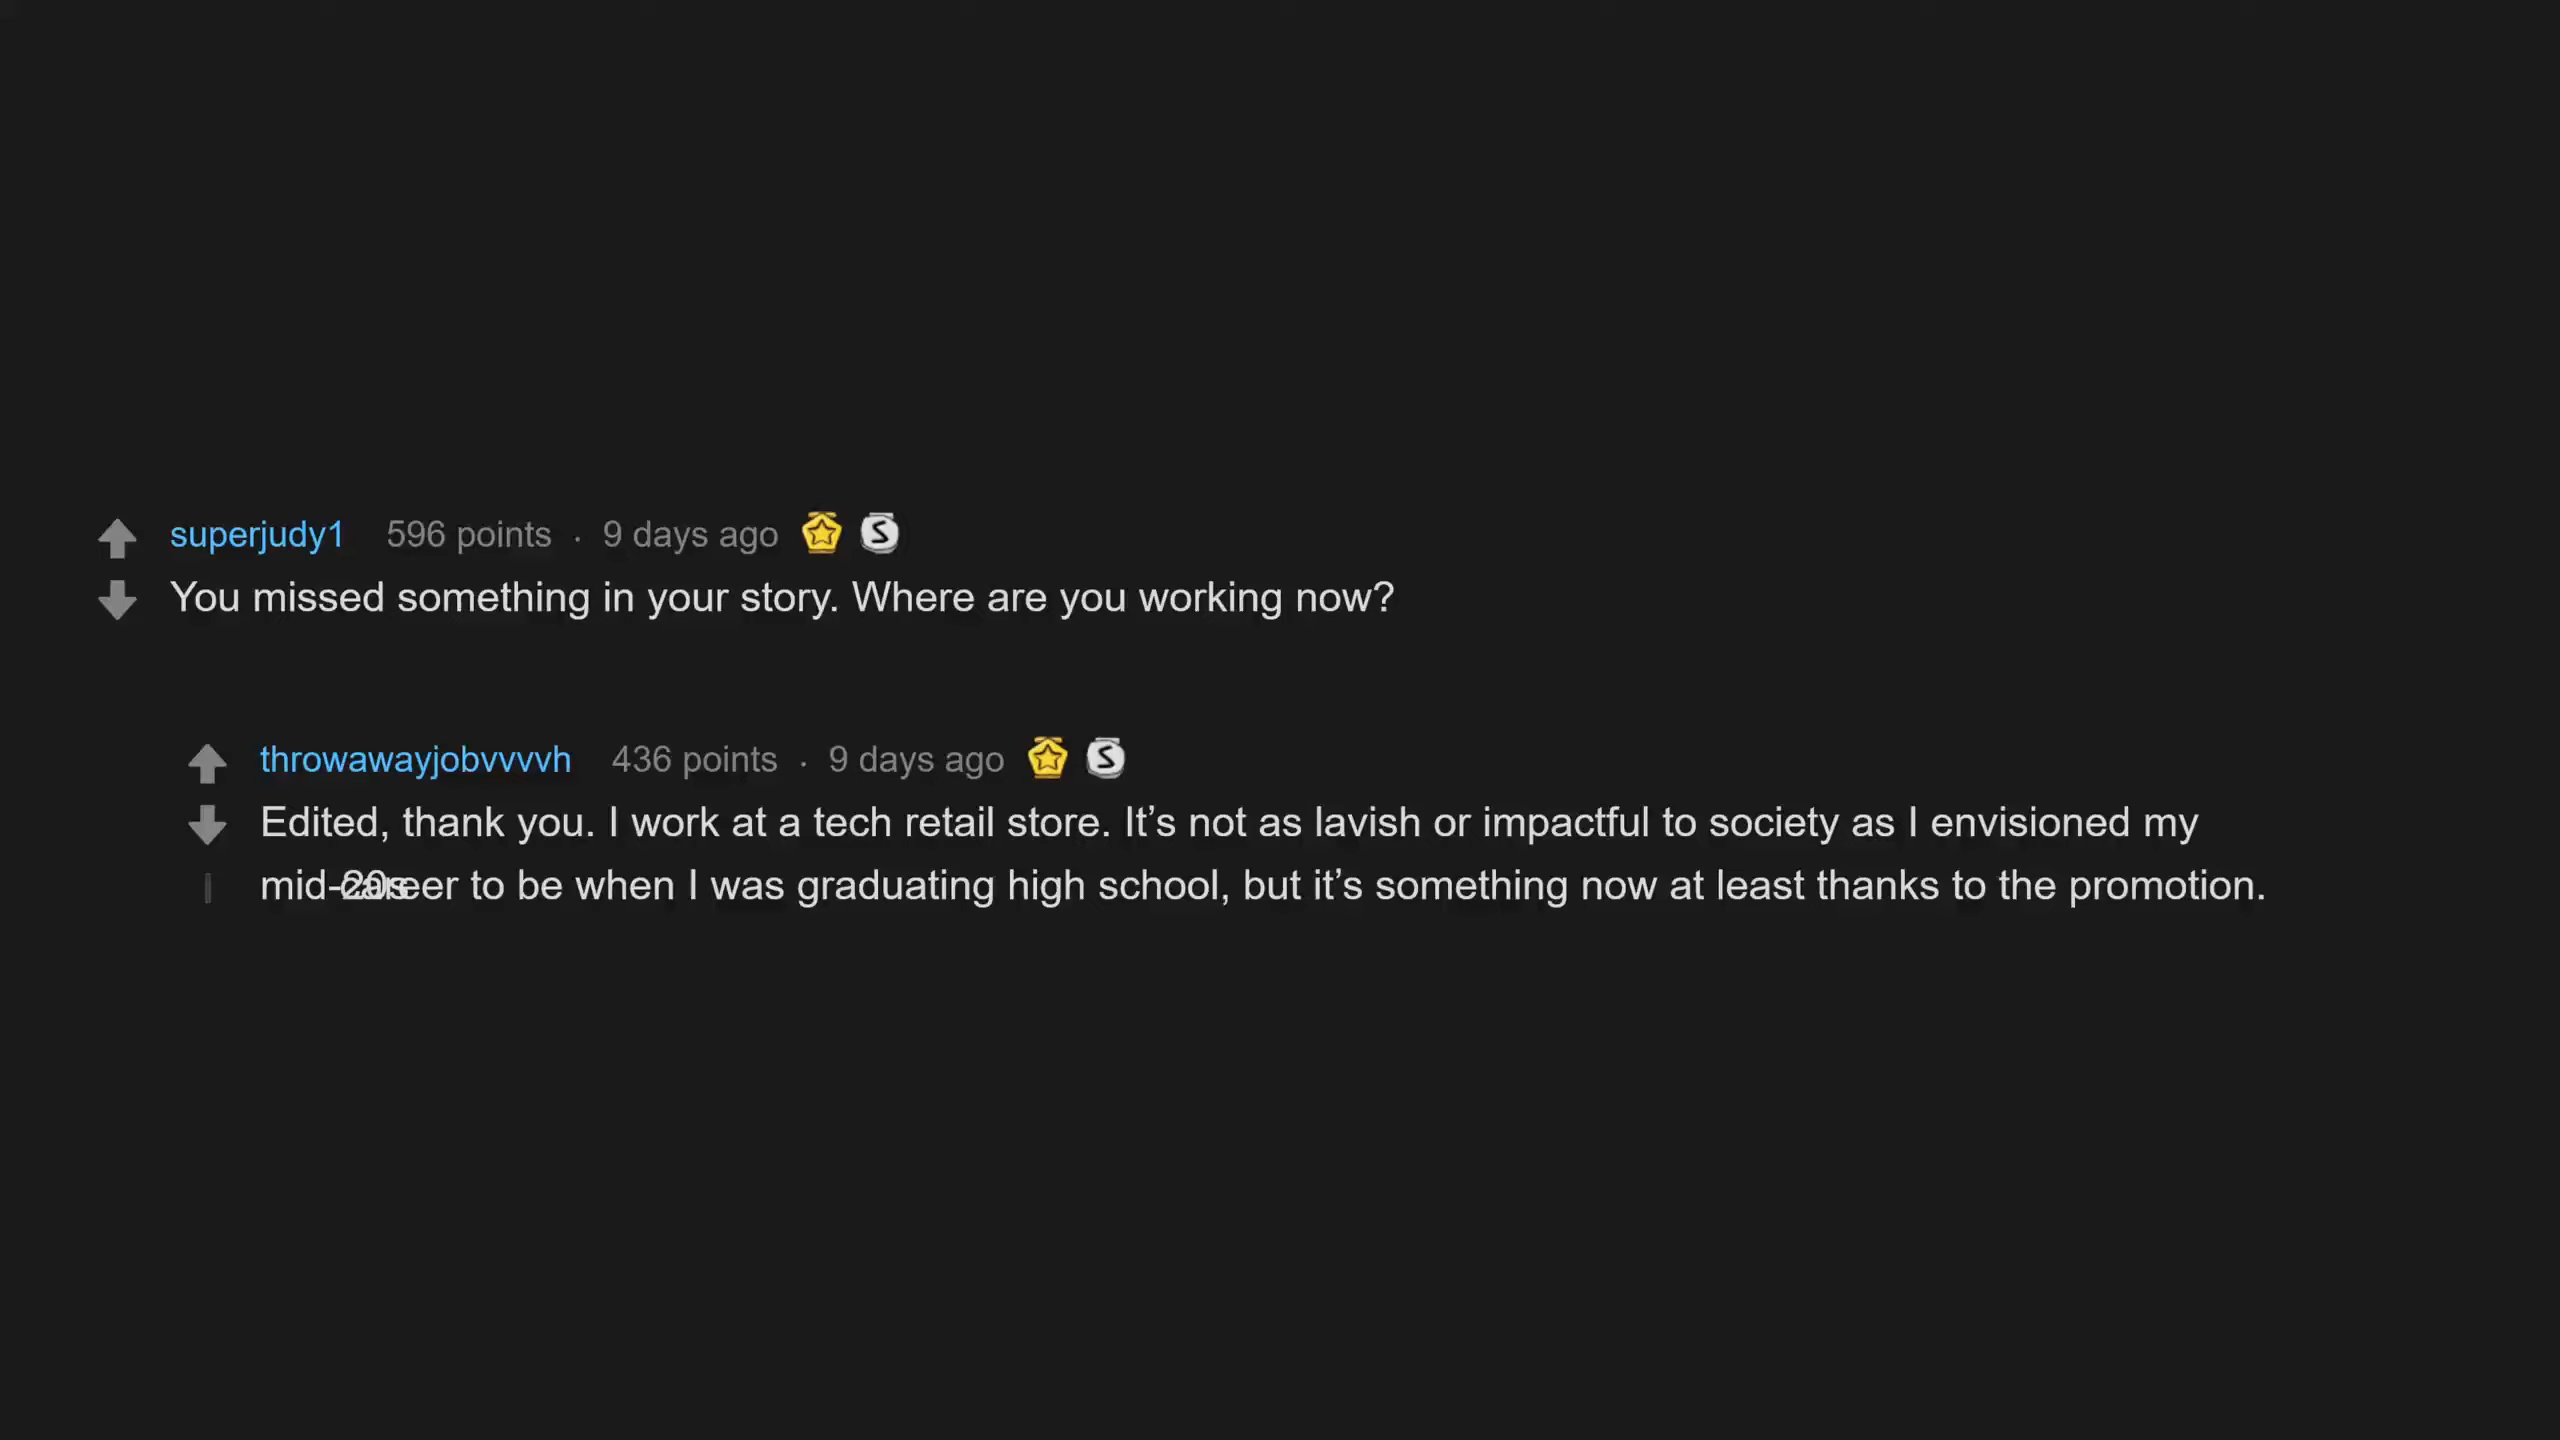 superjudy1 596 points · 9 days ago
You missed something in your story. Where are you working now?
throwawayjobvvvvh 436 points · 9 days ago
Edited, thank you. I work at a tech retail store. It’s not as lavish or impactful to society as I envisioned my
mid-20s career to be when I was graduating high school, but it’s something now at least thanks to the promotion.